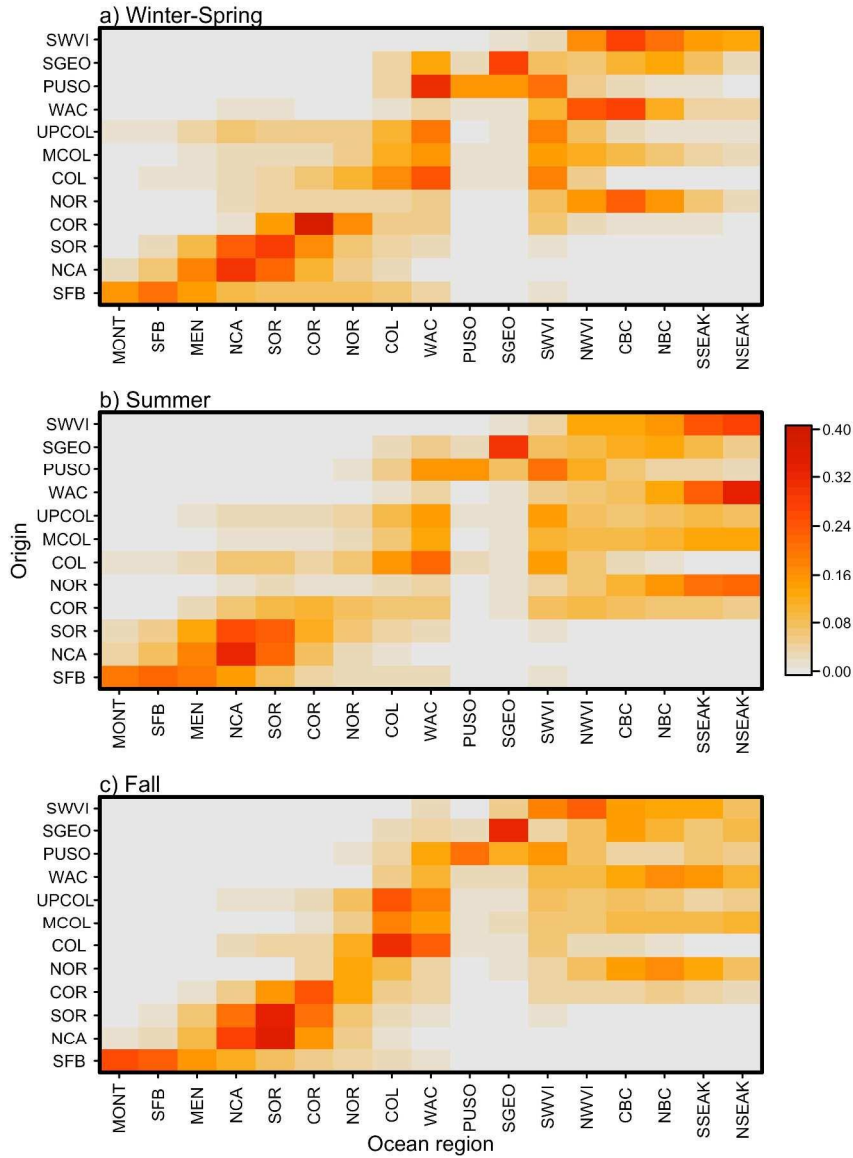 a) Winter-Spring
SWVI
SGEO
PUSO
WAC
UPCOL
MCOL
COL
NOR
COR
SOR
NCA
SFB
MONT SFB MEN NCA SOR COR NOR COL WAC PUSO SGEO SWVI NWVI CBC NBC SSEAK NSEAK
b) Summer
SWVI
SGEO
PUSO
WAC
UPCOL
MCOL
COL
NOR
COR
SOR
NCA
SFB
MONT SFB MEN NCA SOR COR NOR COL WAC PUSO SGEO SWVI NWVI CBC NBC SSEAK NSEAK
Origin
0.40
0.32
0.24
0.16
0.08
0.00
c) Fall
SWVI
SGEO
PUSO
WAC
UPCOL
MCOL
COL
NOR
COR
SOR
NCA
SFB
MONT SFB MEN NCA SOR COR NOR COL WAC PUSO SGEO SWVI NWVI CBC NBC SSEAK NSEAK
Ocean region